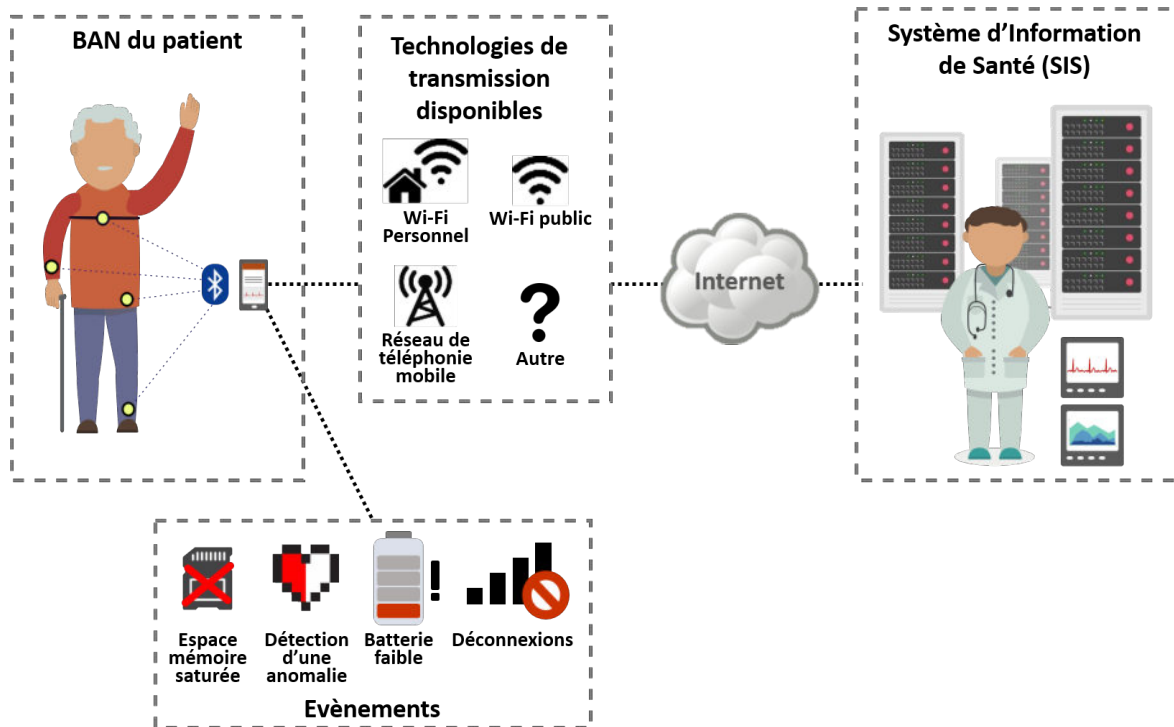 BAN du patient
Technologies de
transmission
disponibles
Wi-Fi
Personnel
Wi-Fi public
Réseau de
téléphonie
mobile
Autre
?
Internet
Système d'Information
de Santé (SIS)
!
Espace
mémoire
saturée
Détection
d'une
anomalie
Batterie
faible
Déconnexions
Evènements